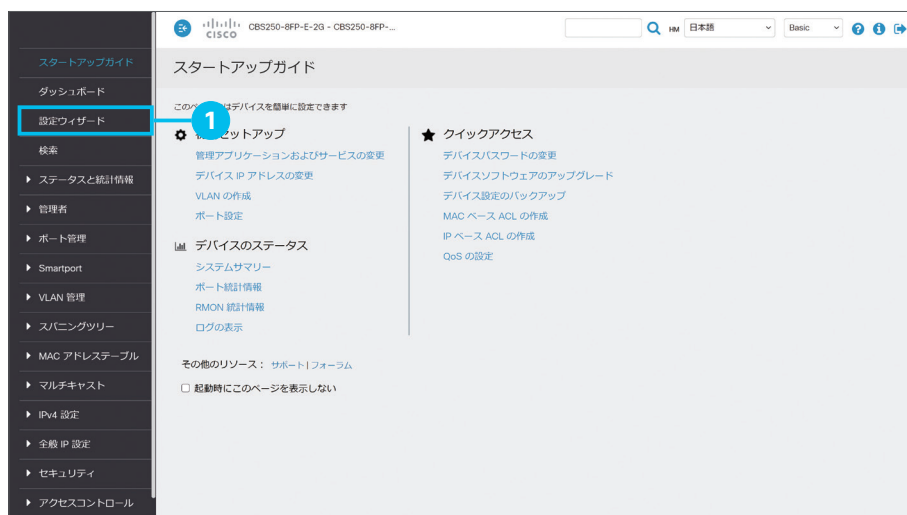 CISCO CBS250-8FP-E-2G - CBS250-8FP-...
HM 日本語 Basic
スタートアップガイド
ダッシュボード
設定ウィザード
検索
ステータスと統計情報
管理者
ポート管理
Smartport
VLAN 管理
スパニングツリー
MAC アドレステーブル
マルチキャスト
IPv4 設定
全般 IP 設定
セキュリティ
アクセスコントロール
スタートアップガイド
はデバイスを簡単に設定できます
1
セットアップ
管理アプリケーションおよびサービスの変更
デバイス IP アドレスの変更
VLAN の作成
ポート設定
デバイスのステータス
システムサマリー
ポート統計情報
RMON 統計情報
ログの表示
クイックアクセス
デバイスパスワードの変更
デバイスソフトウェアのアップグレード
デバイス設定のバックアップ
MAC ベース ACL の作成
IP ベース ACL の作成
QoS の設定
その他のリソース： サポート | フォーラム
起動時にこのページを表示しない